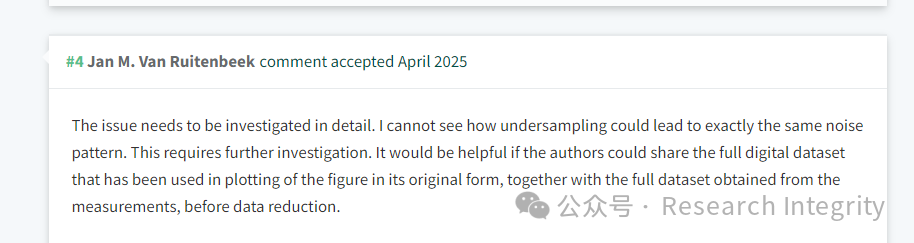 #4 Jan M. Van Ruitenbeek comment accepted April 2025
The issue needs to be investigated in detail. I cannot see how undersampling could lead to exactly the same noise
pattern. This requires further investigation. It would be helpful if the authors could share the full digital dataset
that has been used in plotting of the figure in its original form, together with the full dataset obtained from the
measurements, before data reduction.
公众号 · Research Integrity